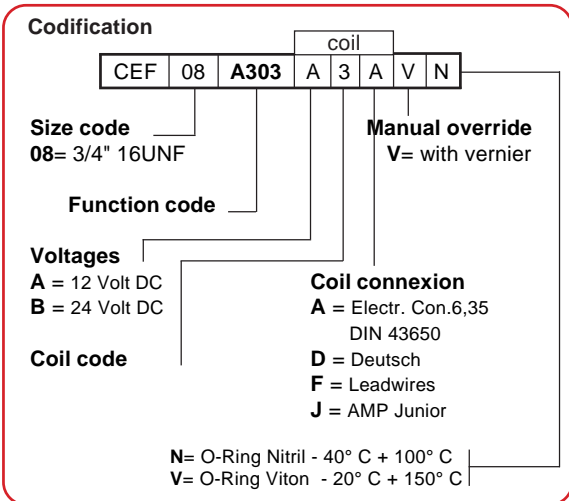 Codification
coil
CEF 08 A303 A 3 A V N
Size code
08= 3/4" 16UNF
Manual override
V= with vernier
Function code
Voltages
A = 12 Volt DC
B = 24 Volt DC
Coil connexion
A = Electr. Con.6,35
DIN 43650
D = Deutsch
F = Leadwires
J = AMP Junior
Coil code
N= O-Ring Nitril - 40° C + 100° C
V= O-Ring Viton - 20° C + 150° C